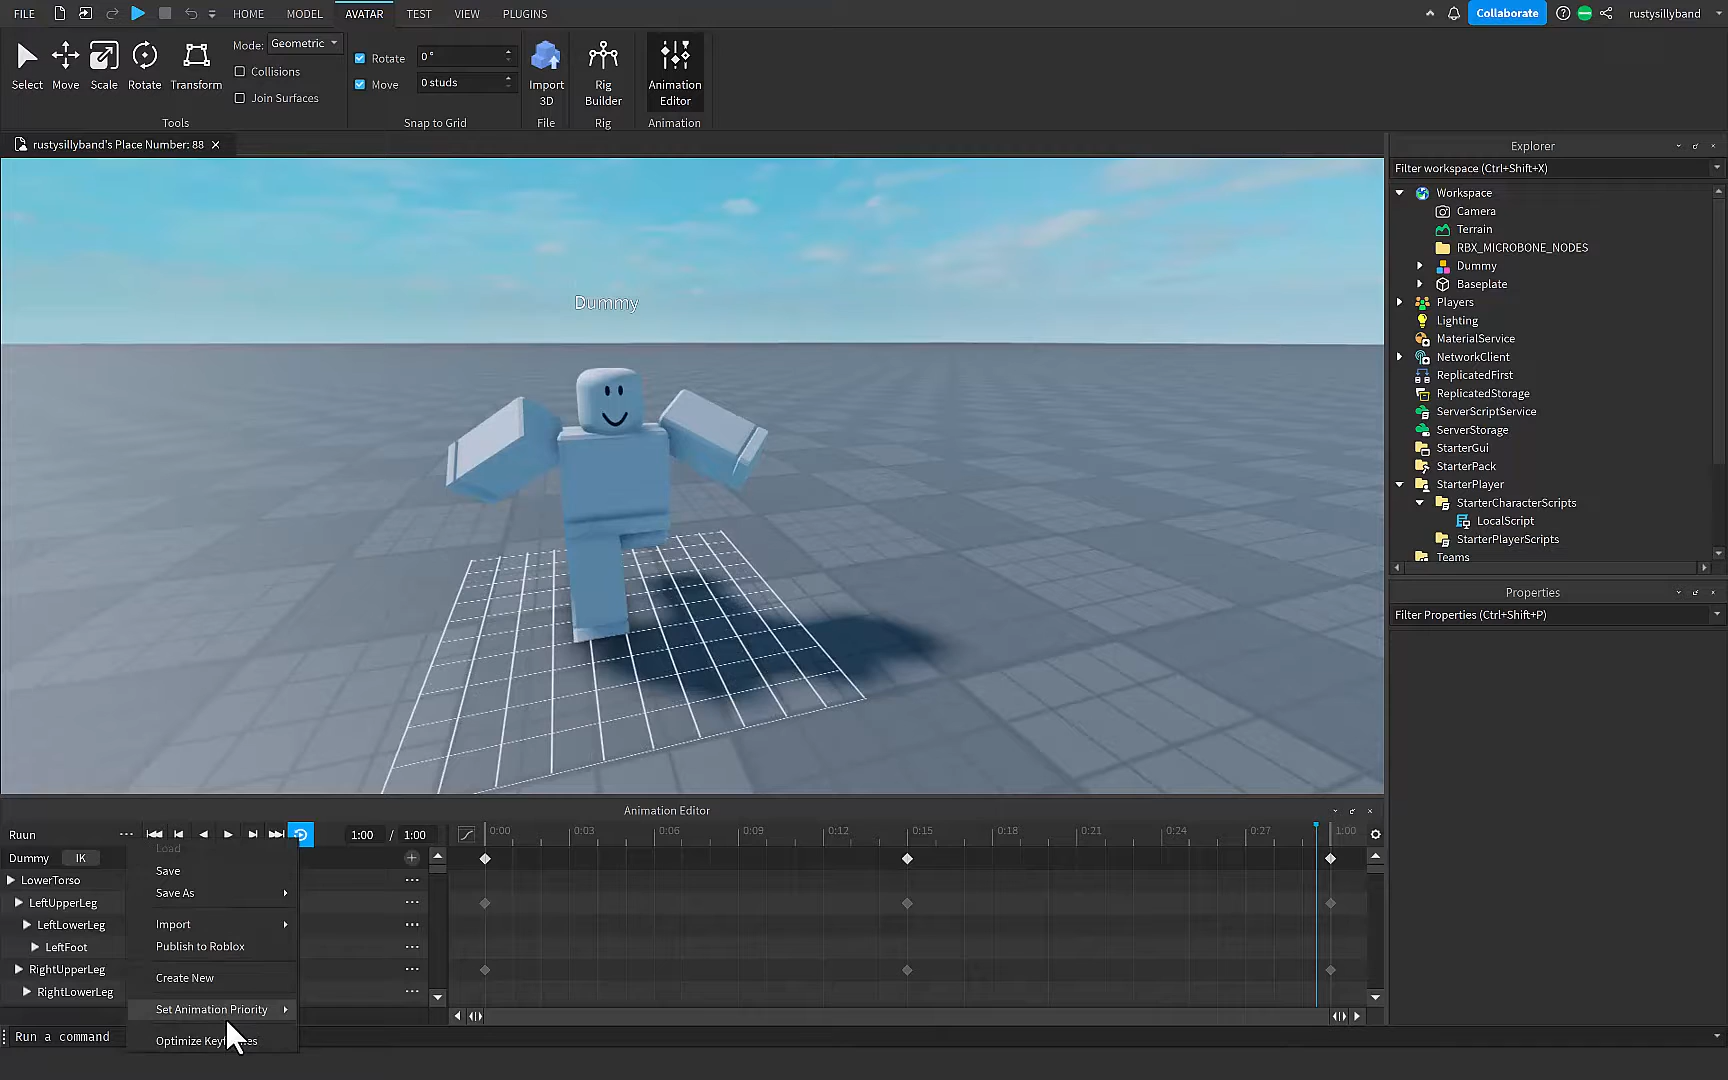 FILE HOME MODEL AVATAR TEST VIEW PLUGINS Collaborate rustysillyband
Select Move Scale Rotate Transform
Mode: Geometric
Collisions
Join Surfaces
Tools
Rotate 0 °
Move 0 studs
Snap to Grid
Import 3D
File
Rig Builder
Rig
Animation Editor
Animation
rustysillyband's Place Number: 88
Dummy
Explorer
Filter workspace (Ctrl+Shift+X)
Workspace
Camera
Terrain
RBX_MICROBONE_NODES
Dummy
Baseplate
Players
Lighting
MaterialService
NetworkClient
ReplicatedFirst
ReplicatedStorage
ServerScriptService
ServerStorage
StarterGui
StarterPack
StarterPlayer
StarterCharacterScripts
LocalScript
StarterPlayerScripts
Teams
Properties
Filter Properties (Ctrl+Shift+P)
Animation Editor
Ruun 1:00 / 1:00
0:00 0:03 0:06 0:09 0:12 0:15 0:18 0:21 0:24 0:27 1:00
Dummy IK
LowerTorso
LeftUpperLeg
LeftLowerLeg
LeftFoot
RightUpperLeg
RightLowerLeg
Load
Save
Save As
Import
Publish to Roblox
Create New
Set Animation Priority
Optimize
Run a command